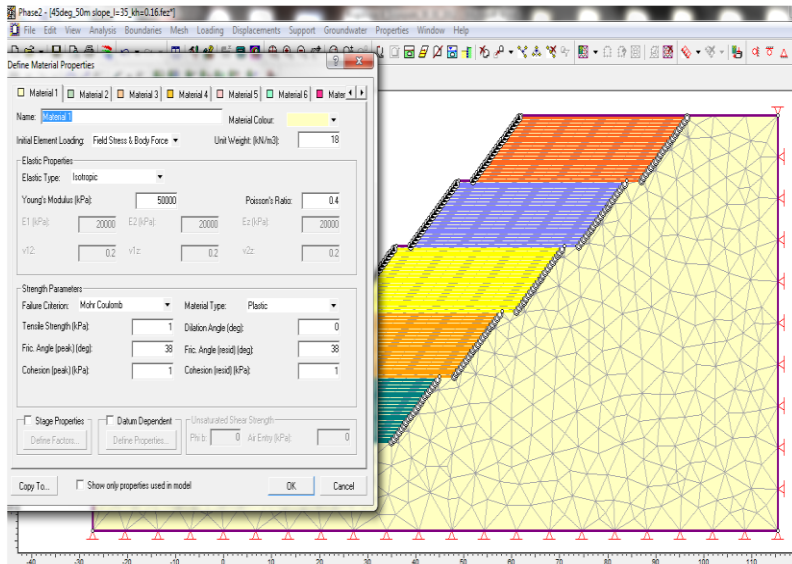 Phase2 - [45deg_50m slope_l=35_kh=0.16.fez*]
File Edit View Analysis Boundaries Mesh Loading Displacements Support Groundwater Properties Window Help
Define Material Properties
Material 1 Material 2 Material 3 Material 4 Material 5 Material 6 Mater
Name: Material 1 Material Colour:
Initial Element Loading: Field Stress & Body Force Unit Weight: (kN/m3): 18
Elastic Properties
Elastic Type: Isotropic
Young's Modulus (kPa): 50000 Poisson's Ratio: 0.4
E1 (kPa): 20000 E2 (kPa): 20000 Ez (kPa): 20000
v12: 0.2 v1z: 0.2 v2z: 0.2
Strength Parameters
Failure Criterion: Mohr Coulomb Material Type: Plastic
Tensile Strength (kPa): 1 Dilation Angle (deg): 0
Fric. Angle (peak) (deg): 38 Fric. Angle (resid) (deg): 38
Cohesion (peak) (kPa): 1 Cohesion (resid) (kPa): 1
Stage Properties Datum Dependent Unsaturated Shear Strength
Define Factors... Define Properties... Phi b: 0 Air Entry (kPa): 0
Copy To... Show only properties used in model OK Cancel
-40 -30 -20 -10 0 10 20 30 40 50 60 70 80 90 100 110